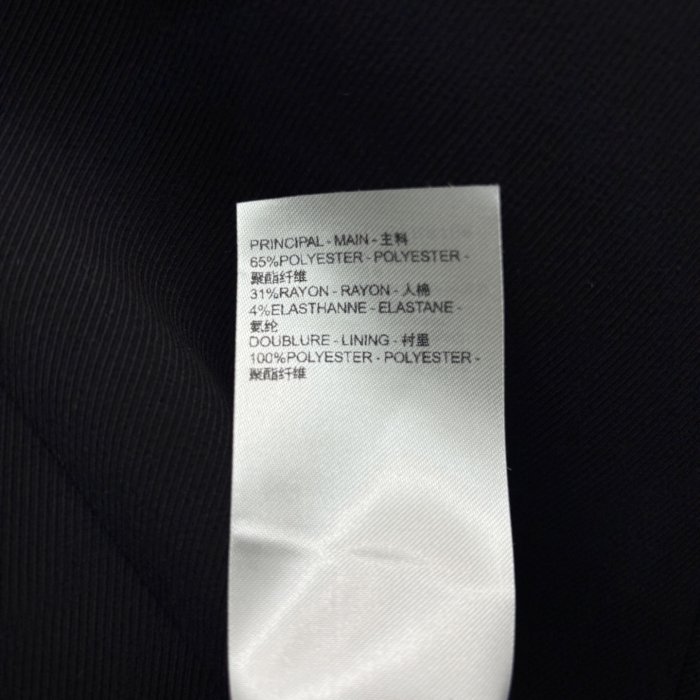 PRINCIPAL - MAIN - 主料
65%POLYESTER - POLYESTER -
聚酯纤维
31%RAYON - RAYON - 人棉
4%ELASTHANNE - ELASTANE -
氨纶
DOUBLURE - LINING - 衬里
100%POLYESTER - POLYESTER -
聚酯纤维